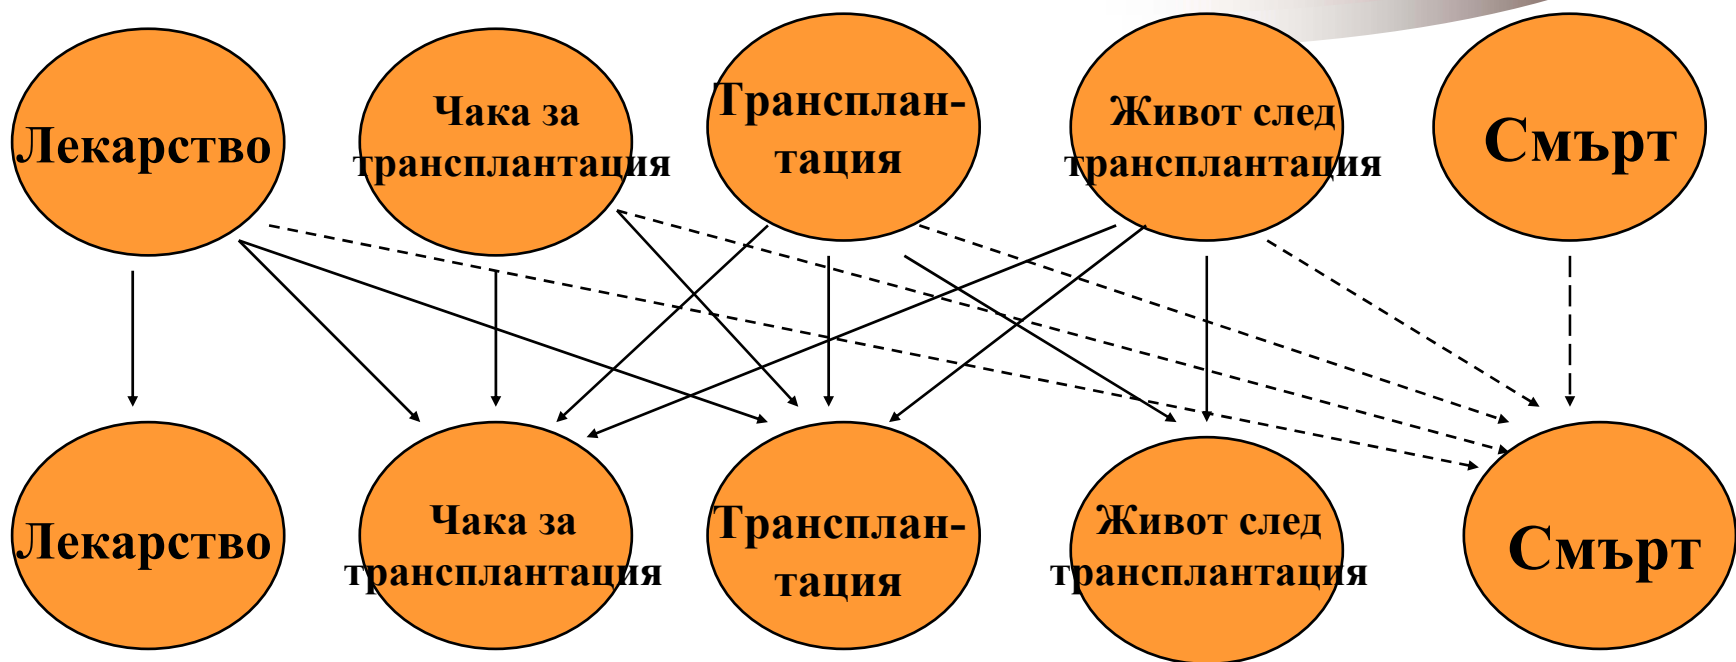 Лекарство
Чака за
трансплантация
Трансплан-
тация
Живот след
трансплантация
Смърт
Лекарство
Чака за
трансплантация
Трансплан-
тация
Живот след
трансплантация
Смърт